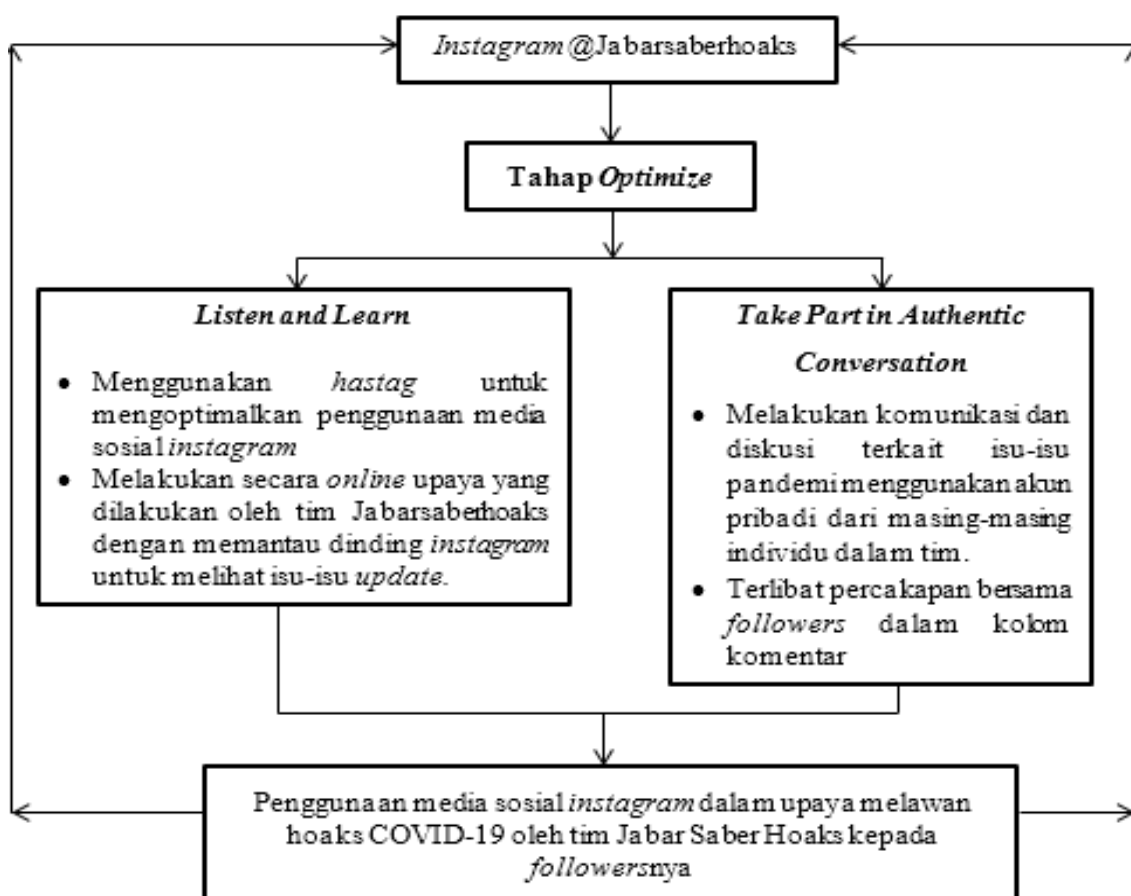 Instagram @Jabarsaberhoaks
Tahap Optimize
Listen and Learn
• Menggunakan hastag untuk
mengoptimalkan penggunaan media
sosial instagram
• Melakukan secara online upaya yang
dilakukan oleh tim Jabarsaberhoaks
dengan memantau dinding instagram
untuk melihat isu-isu update.
Take Part in Authentic
Conversation
• Melakukan komunikasi dan
diskusi terkait isu-isu
pandemi menggunakan akun
pribadi dari masing-masing
individu dalam tim.
• Terlibat percakapan bersama
followers dalam kolom
komentar
Penggunaan media sosial instagram dalam upaya melawan
hoaks COVID-19 oleh tim Jabar Saber Hoaks kepada
followersnya